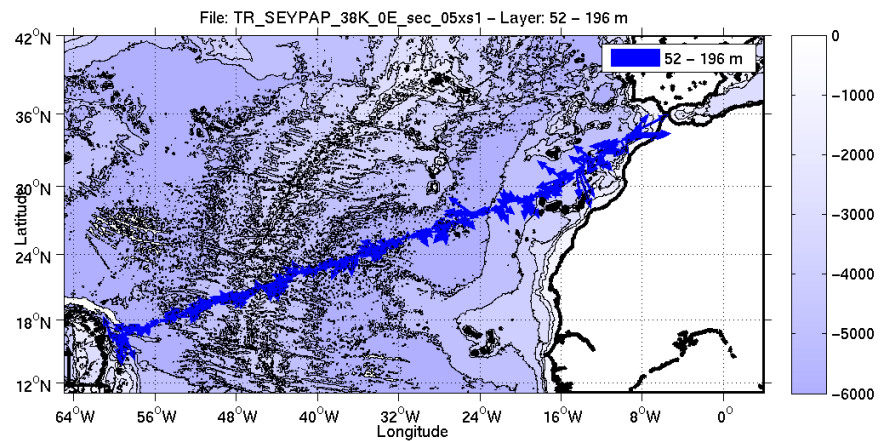 File: TR_SEYPAP_38K_0E_sec_05xs1 – Layer: 52 – 196 m
52 – 196 m
42°N
36°N
30°N
24°N
18°N
12°N
Latitude
64°W 56°W 48°W 40°W 32°W 24°W 16°W 8°W 0°
Longitude
0
−1000
−2000
−3000
−4000
−5000
−6000